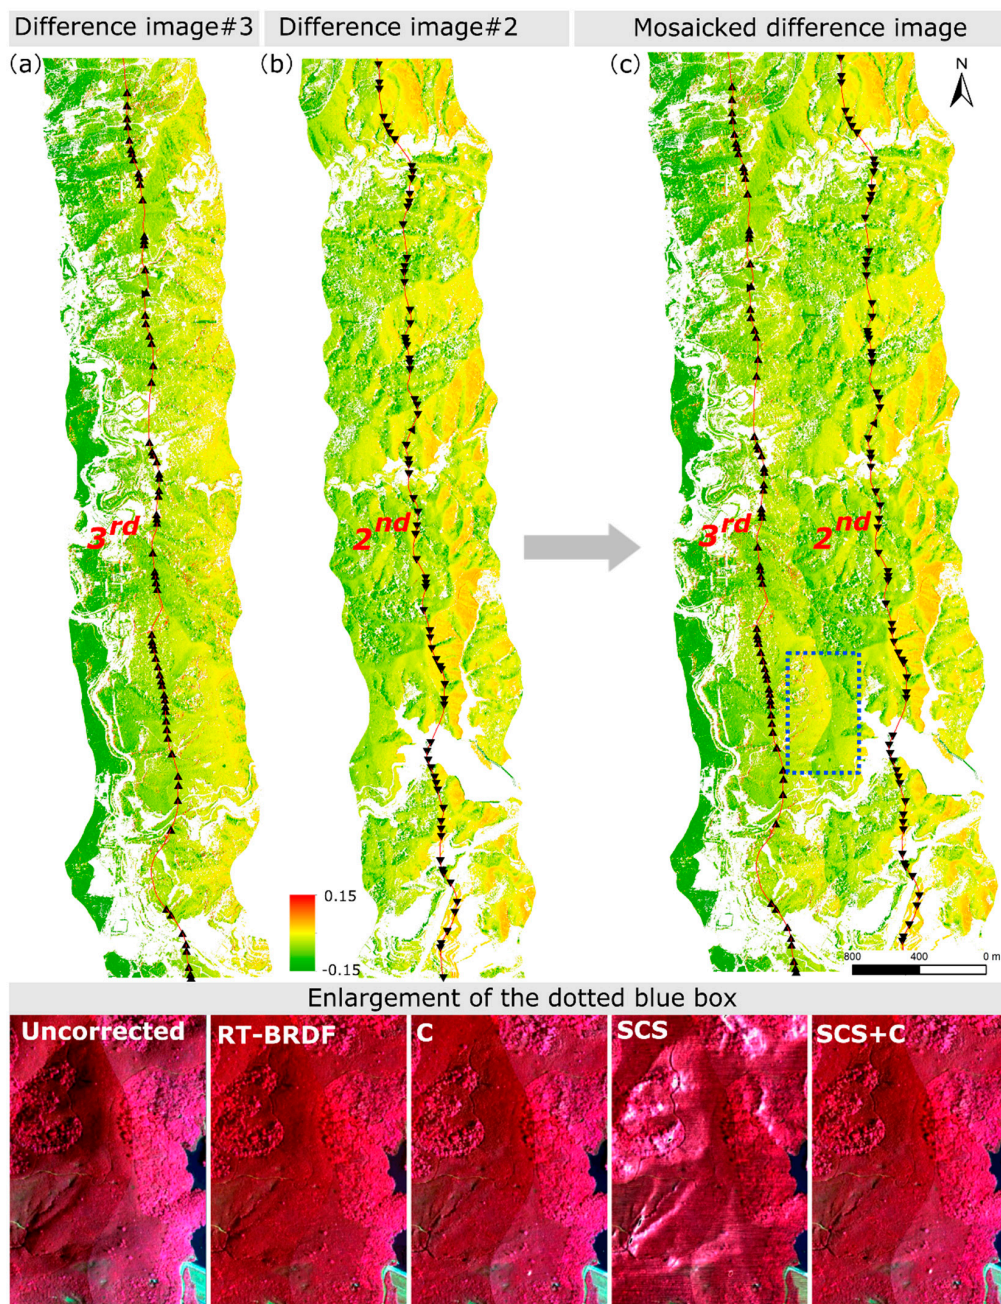 Difference image#3
Difference image#2
Mosaicked difference image
(a)
(b)
(c)
N
3rd
2nd
3rd
2nd
0.15
-0.15
800
400
0 m
Enlargement of the dotted blue box
Uncorrected
RT-BRDF
C
SCS
SCS+C